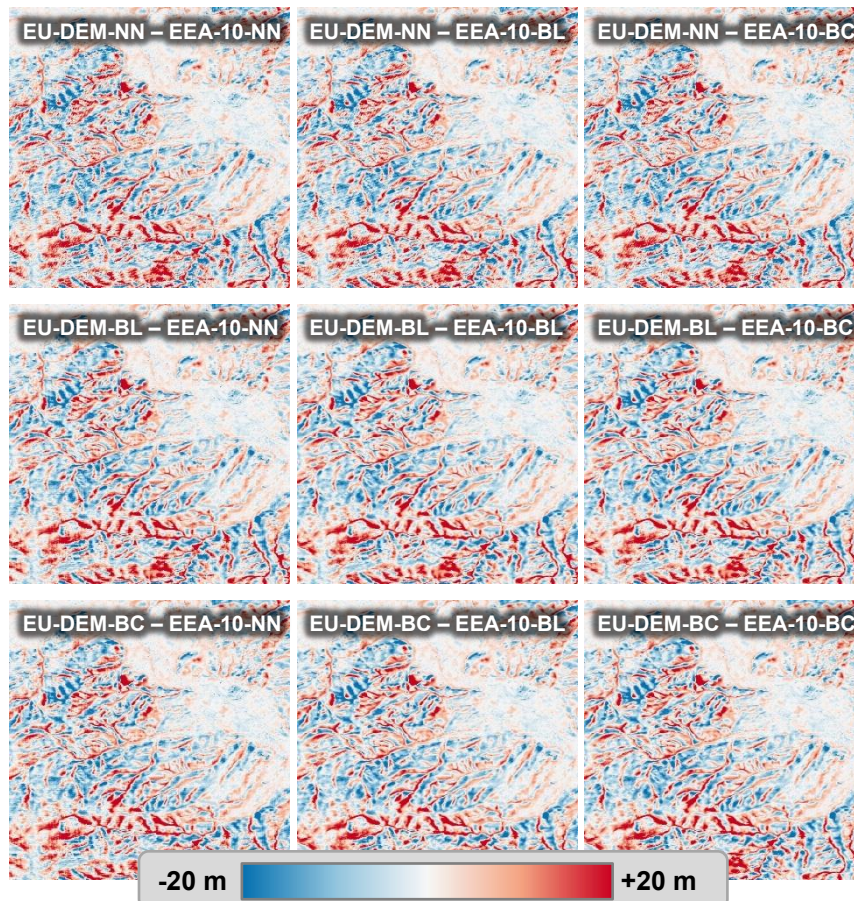 EU-DEM-NN – EEA-10-NN
EU-DEM-NN – EEA-10-BL
EU-DEM-NN – EEA-10-BC
EU-DEM-BL – EEA-10-NN
EU-DEM-BL – EEA-10-BL
EU-DEM-BL – EEA-10-BC
EU-DEM-BC – EEA-10-NN
EU-DEM-BC – EEA-10-BL
EU-DEM-BC – EEA-10-BC
-20 m
+20 m